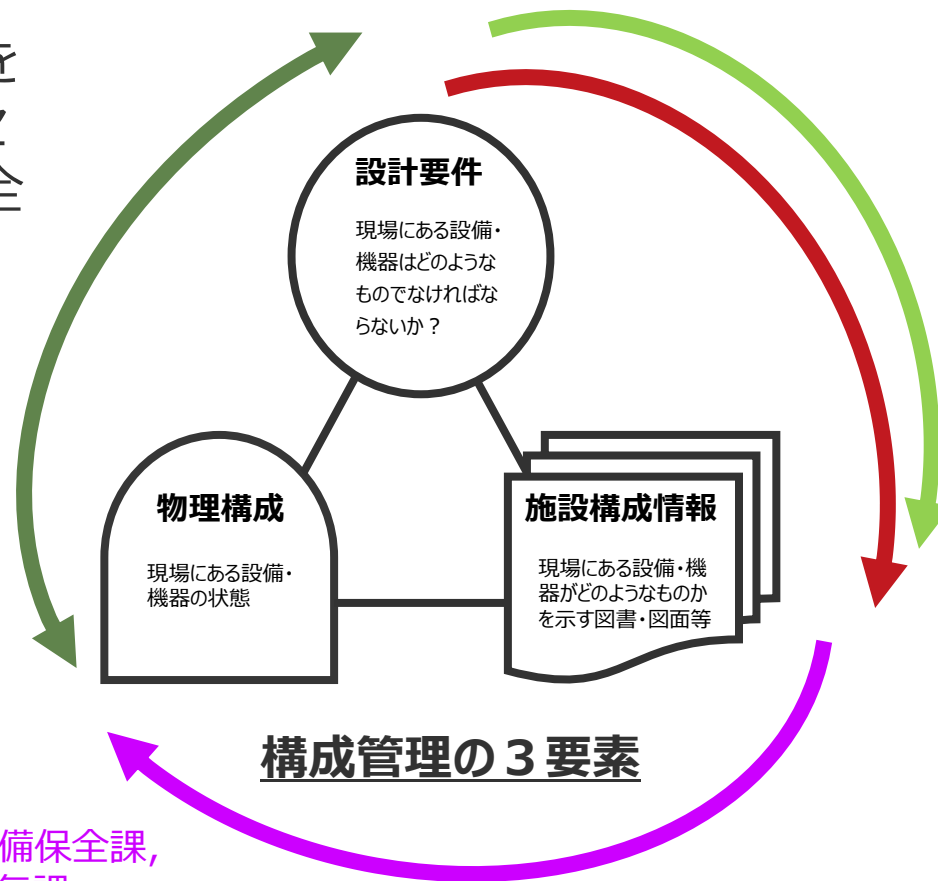 を
全
設計要件
現場にある設備・
機器はどのような
ものでなければな
らないか？
物理構成
現場にある設備・
機器の状態
施設構成情報
現場にある設備・機
器がどのようなものか
を示す図書・図面等
構成管理の３要素
備保全課,